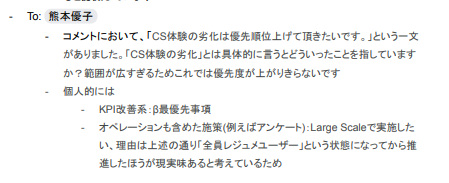 - To: 熊本優子
- コメントにおいて、「CS体験の劣化は優先順位上げて頂きたいです。」という一文
がありました。「CS体験の劣化」とは具体的に言うとどういったことを指しています
か？範囲が広すぎるためこれでは優先度が上がりきらないです
- 個人的には
- KPI改善系：β最優先事項
- オペレーションも含めた施策(例えばアンケート)：Large Scaleで実施した
い、理由は上述の通り「全員レジュメユーザー」という状態になってから推
進したほうが現実味あると考えているため